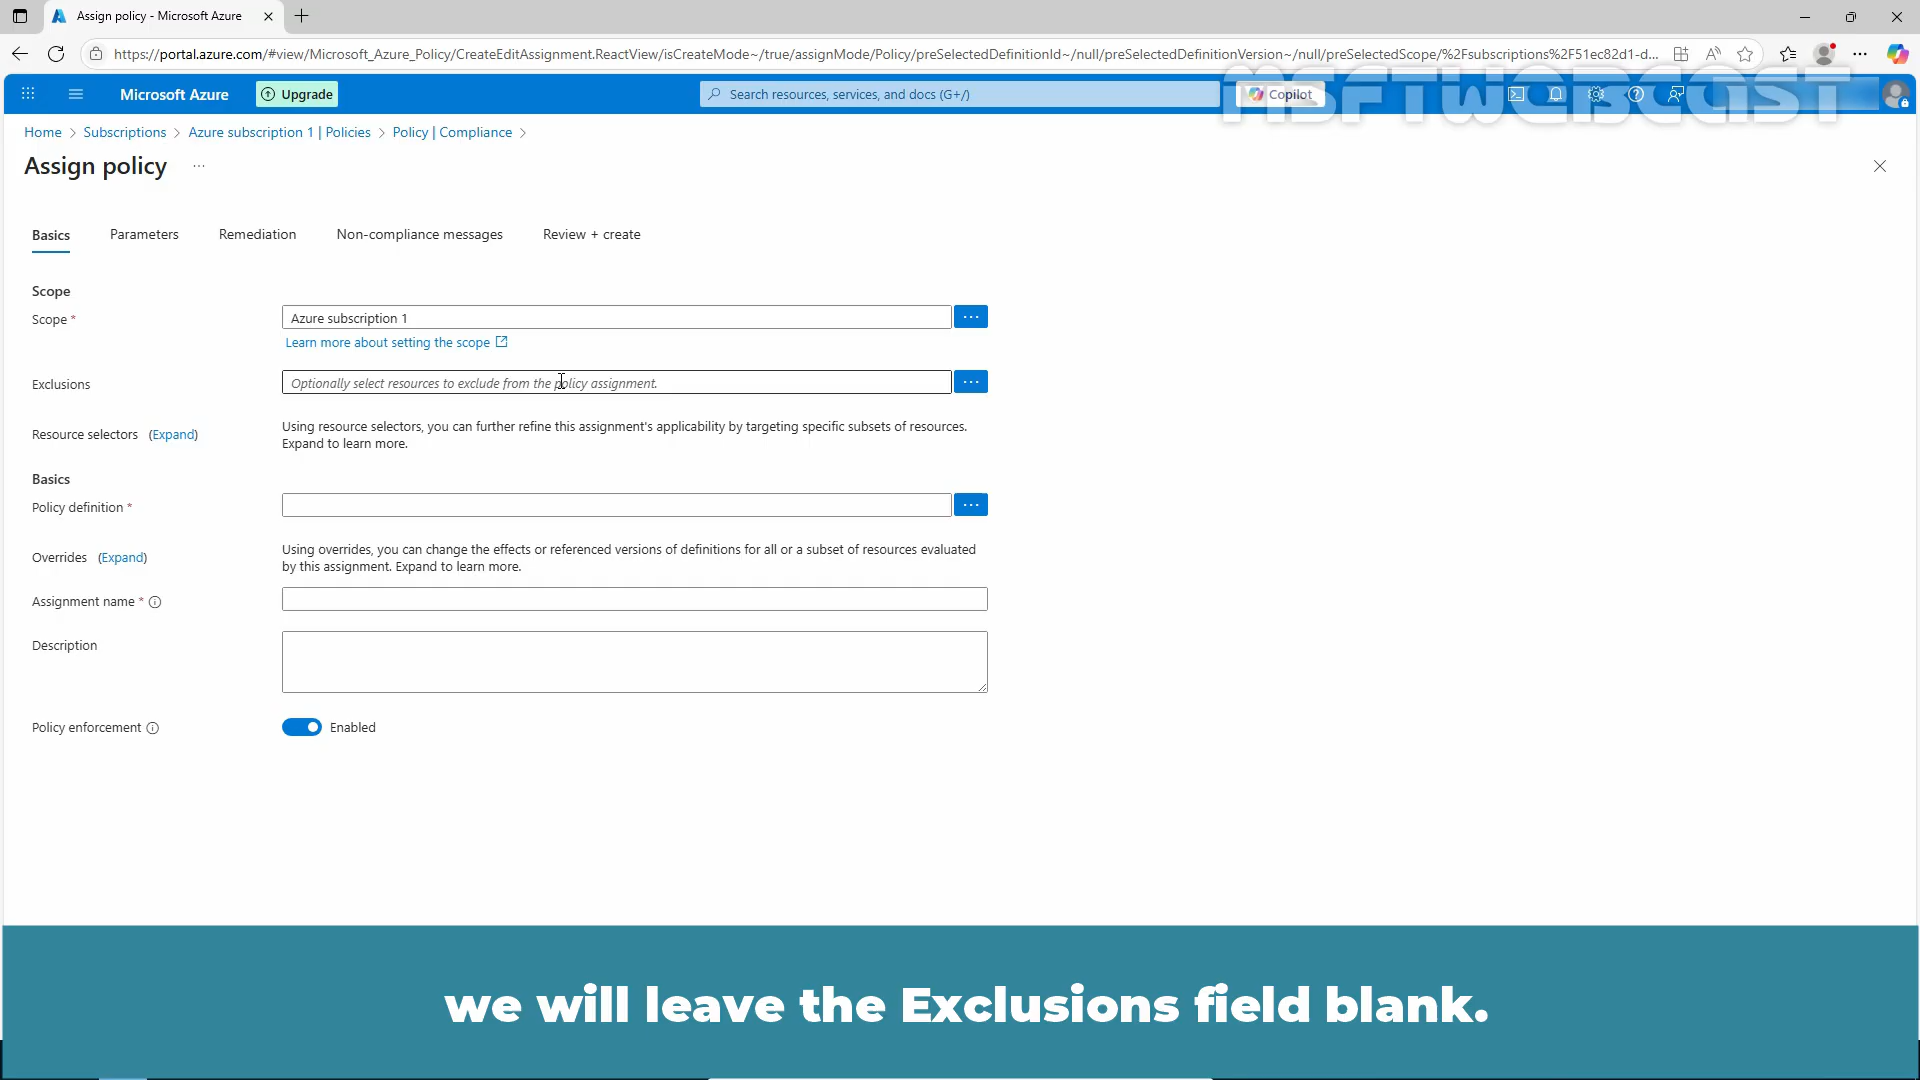 Assign policy - Microsoft Azure
https://portal.azure.com/#view/Microsoft_Azure_Policy/CreateEditAssignment.ReactView/isCreateMode~/true/assignMode/Policy/preSelectedDefinitionId~/null/preSelectedDefinitionVersion~/null/preSelectedScope/%2Fsubscriptions%2F51ec82d1-d...
Microsoft Azure
Upgrade
Search resources, services, and docs (G+/)
Copilot
MSFTWEBCAST
Home > Subscriptions > Azure subscription 1 | Policies > Policy | Compliance >
Assign policy ...
Basics Parameters Remediation Non-compliance messages Review + create
Scope
Scope * Azure subscription 1 ...
Learn more about setting the scope
Exclusions Optionally select resources to exclude from the policy assignment. ...
Resource selectors (Expand) Using resource selectors, you can further refine this assignment's applicability by targeting specific subsets of resources.
Expand to learn more.
Basics
Policy definition * ...
Overrides (Expand) Using overrides, you can change the effects or referenced versions of definitions for all or a subset of resources evaluated
by this assignment. Expand to learn more.
Assignment name *
Description
Policy enforcement Enabled
we will leave the Exclusions field blank.